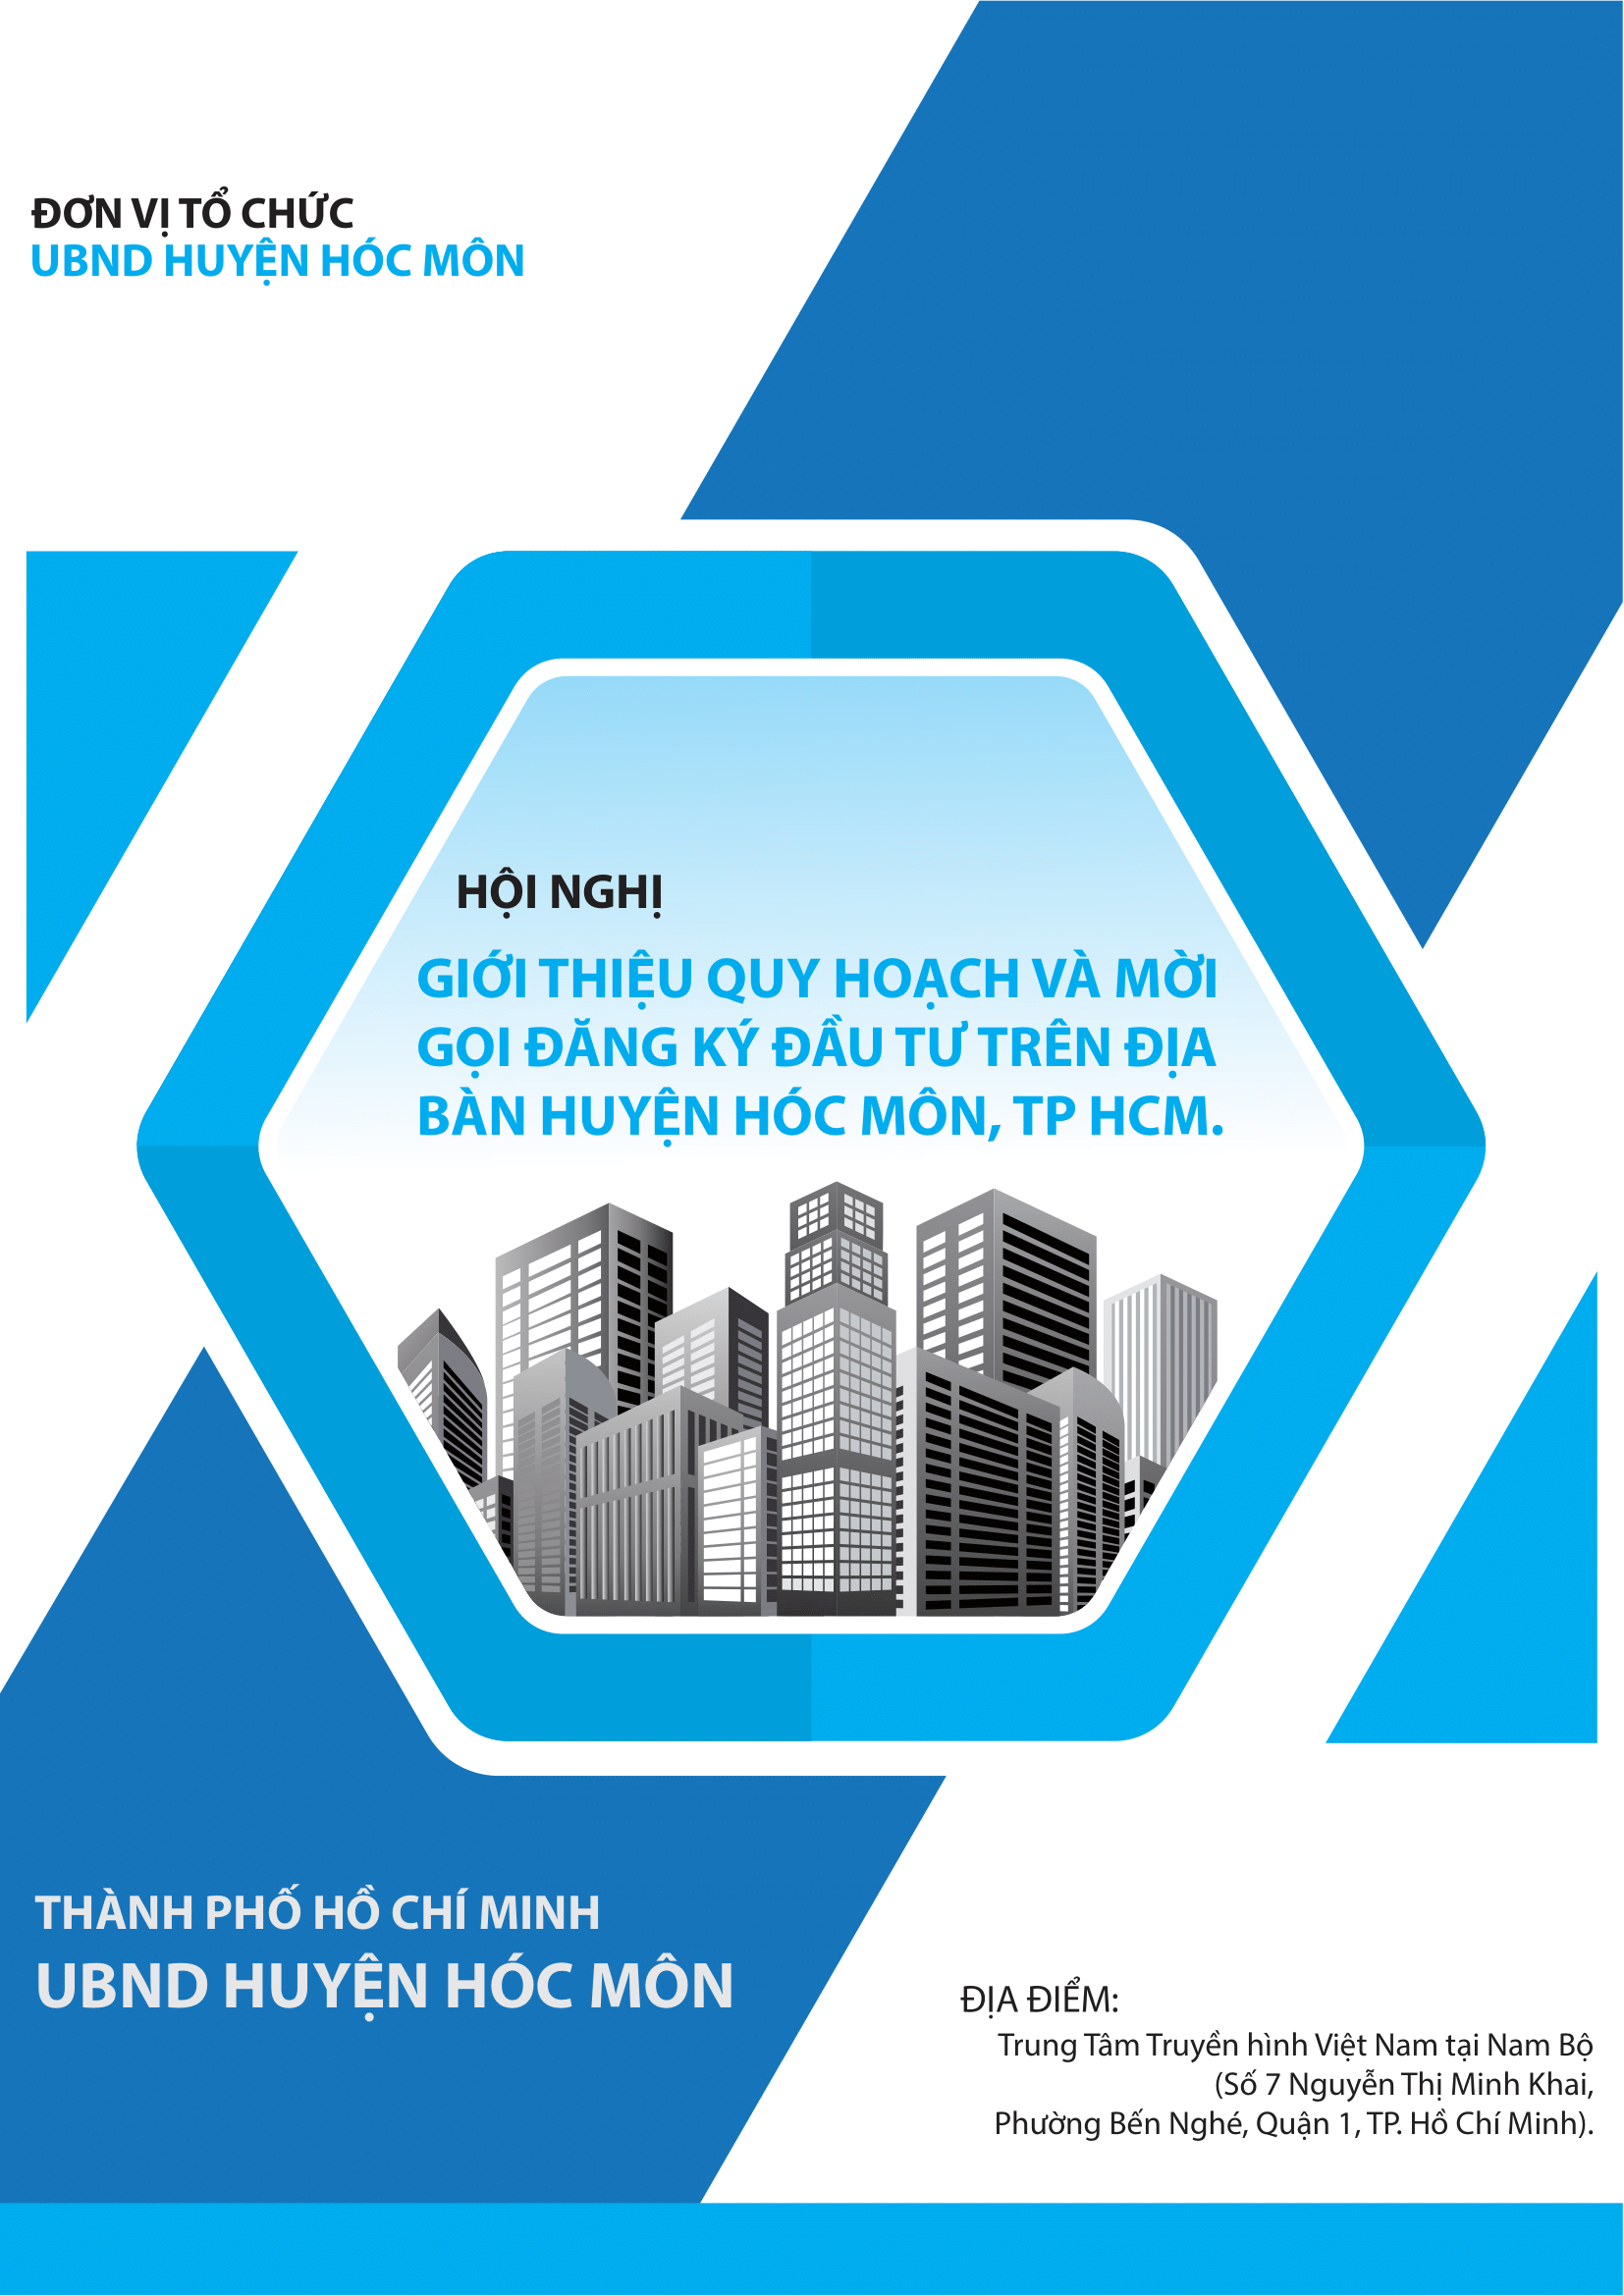 ĐƠN VỊ TỔ CHỨC
UBND HUYỆN HÓC MÔN
HỘI NGHỊ
GIỚI THIỆU QUY HOẠCH VÀ MỜI
GỌI ĐĂNG KÝ ĐẦU TƯ TRÊN ĐỊA
BÀN HUYỆN HÓC MÔN, TP HCM.
THÀNH PHỐ HỒ CHÍ MINH
UBND HUYỆN HÓC MÔN
ĐỊA ĐIỂM:
Trung Tâm Truyền hình Việt Nam tại Nam Bộ
(Số 7 Nguyễn Thị Minh Khai,
Phường Bến Nghé, Quận 1, TP. Hồ Chí Minh).